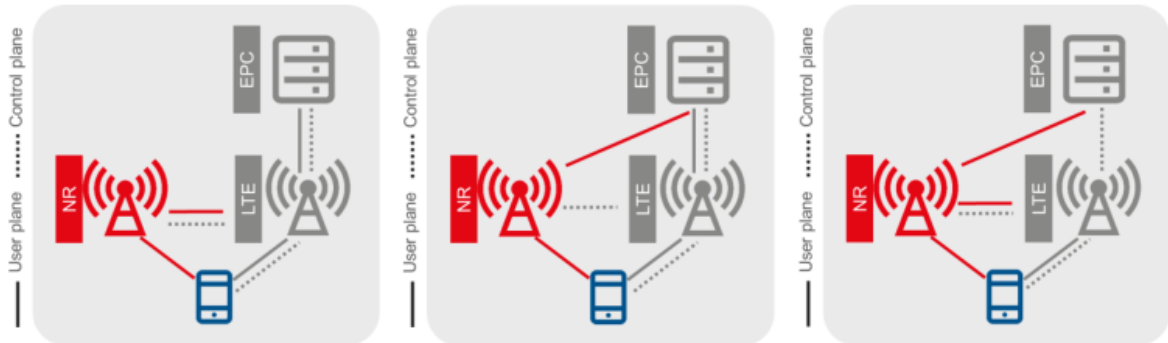 User plane
Control plane
EPC
NR
LTE
User plane
Control plane
EPC
NR
LTE
User plane
Control plane
EPC
NR
LTE